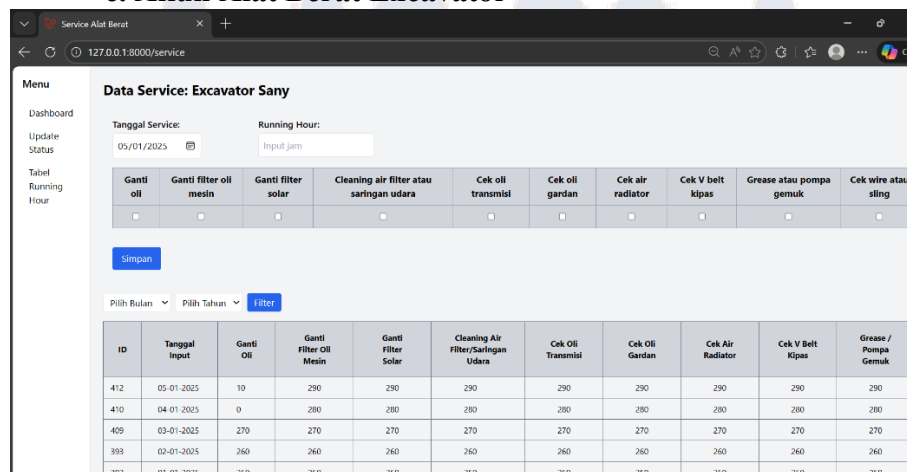 Service Alat Berat
127.0.0.1:8000/service
Menu
Dashboard
Update
Status
Tabel
Running
Hour
Data Service: Excavator Sany
Tanggal Service: Running Hour:
05/01/2025 Input jam
Ganti oli Ganti filter oli mesin Ganti filter solar Cleaning air filter atau saringan udara Cek oli transmisi Cek oli gardan Cek air radiator Cek V belt kipas Grease atau pompa gemuk Cek wire atau sling
Simpan
Pilih Bulan Pilih Tahun Filter
ID Tanggal Input Ganti Oli Ganti Filter Oli Mesin Ganti Filter Solar Cleaning Air Filter/Saringan Udara Cek Oli Transmisi Cek Oli Gardan Cek Air Radiator Cek V Belt Kipas Grease / Pompa Gemuk
412 05-01-2025 10 290 290 290 290 290 290 290 290
410 04-01-2025 0 280 280 280 280 280 280 280 280
409 03-01-2025 270 270 270 270 270 270 270 270 270
393 02-01-2025 260 260 260 260 260 260 260 260 260